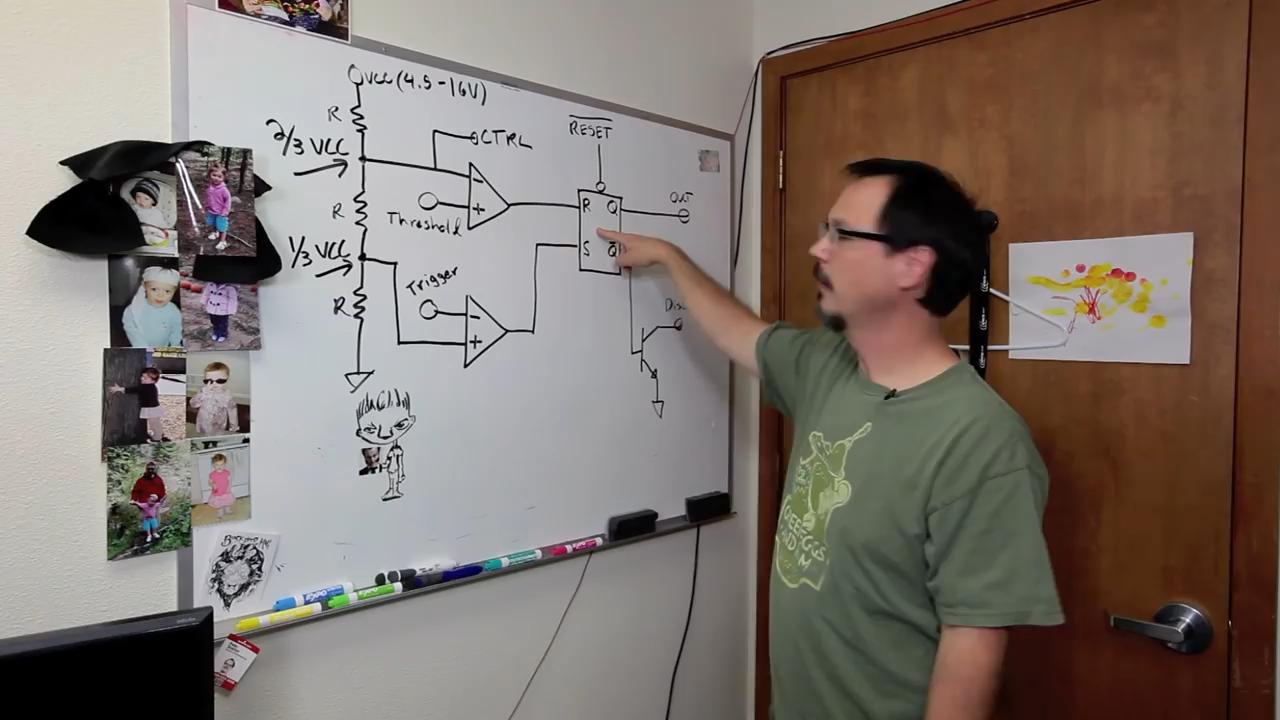 VCC (4.5-16V)
R
2/3 VCC
CTRL
RESET
-
+
Threshold
R
R Q
S Q̅
OUT
1/3 VCC
Trigger
R
-
+
Disc